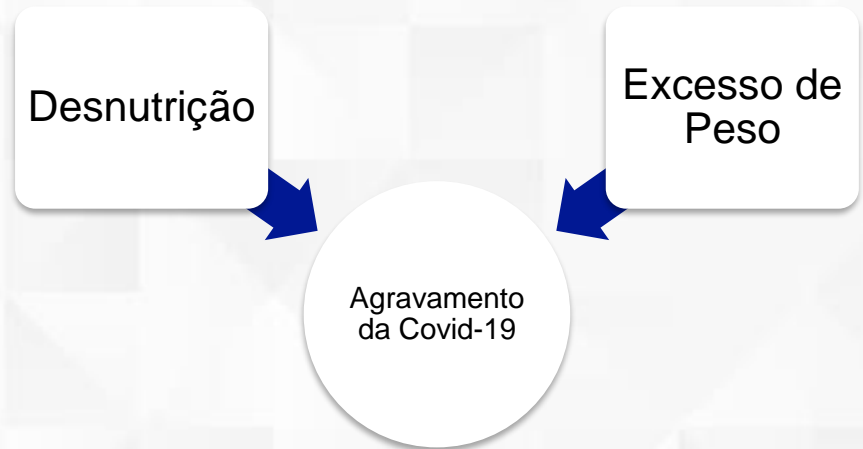 Desnutrição
Excesso de
Peso
Agravamento
da Covid-19